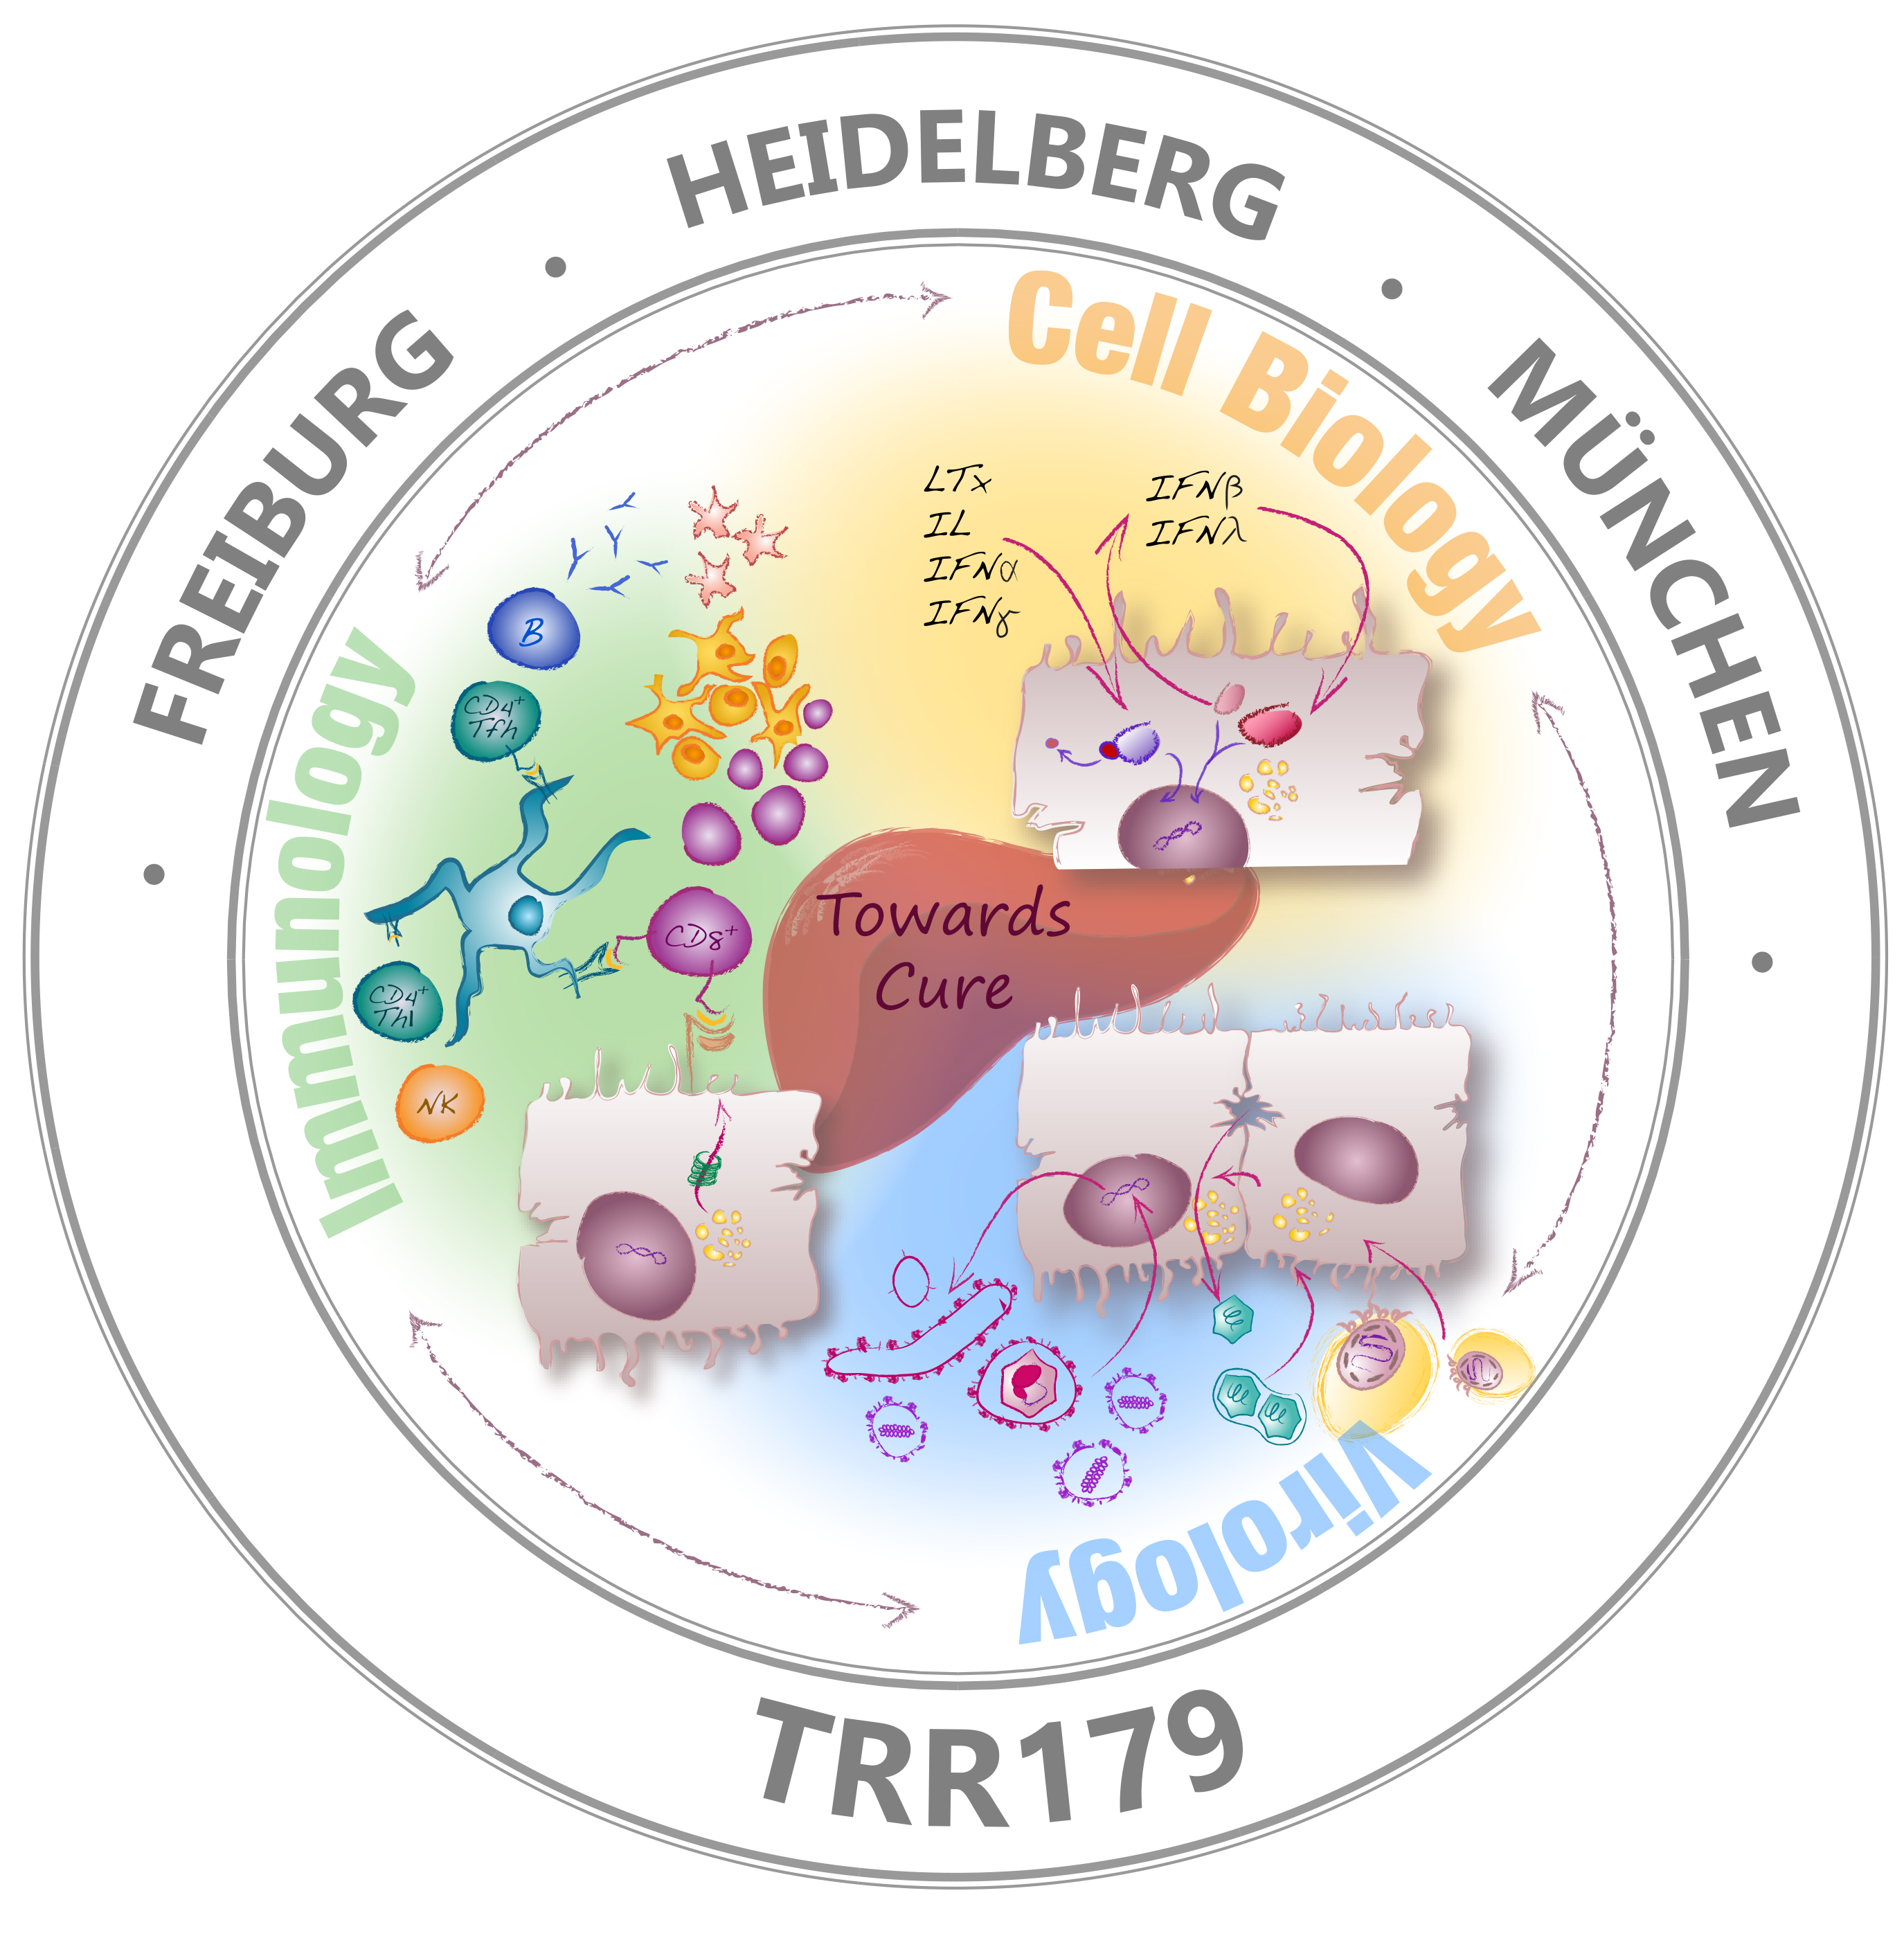 FREIBURG • HEIDELBERG • MÜNCHEN
Cell Biology
LTx
IL
IFNα
IFNγ
IFNβ
IFNλ
Immunology
B
CD4+
Tfh
CD8+
CD4+
Th1
NK
Towards
Cure
Virology
TRR179